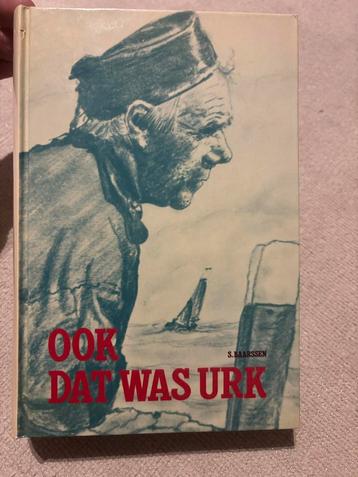 OOK
S. BAARSSEN
DAT WAS URK